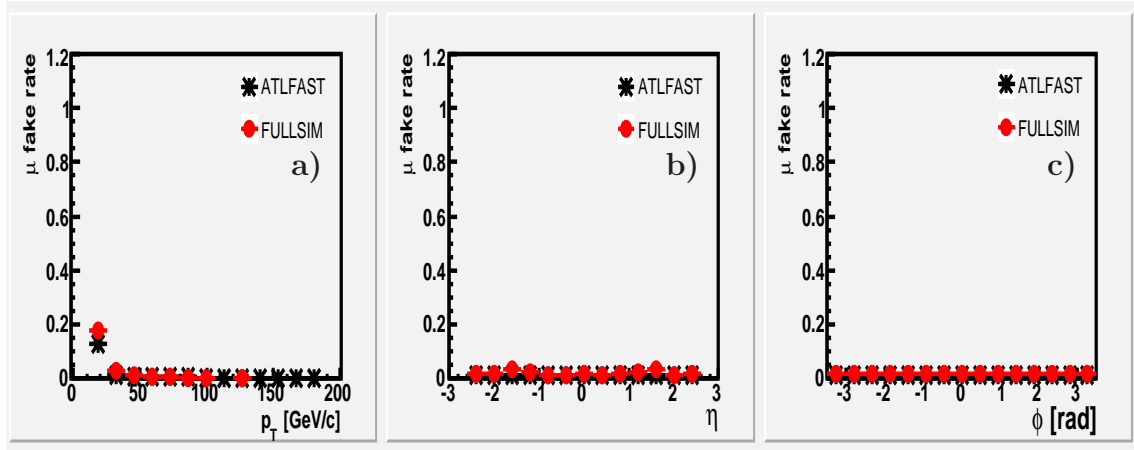 μ fake rate
1.2
1
0.8
0.6
0.4
0.2
0
ATLFAST
FULLSIM
a)
0 50 100 150 200
p_T [GeV/c]
μ fake rate
1.2
1
0.8
0.6
0.4
0.2
0
ATLFAST
FULLSIM
b)
-3 -2 -1 0 1 2 3
η
μ fake rate
1.2
1
0.8
0.6
0.4
0.2
0
ATLFAST
FULLSIM
c)
-3 -2 -1 0 1 2 3
ϕ [rad]